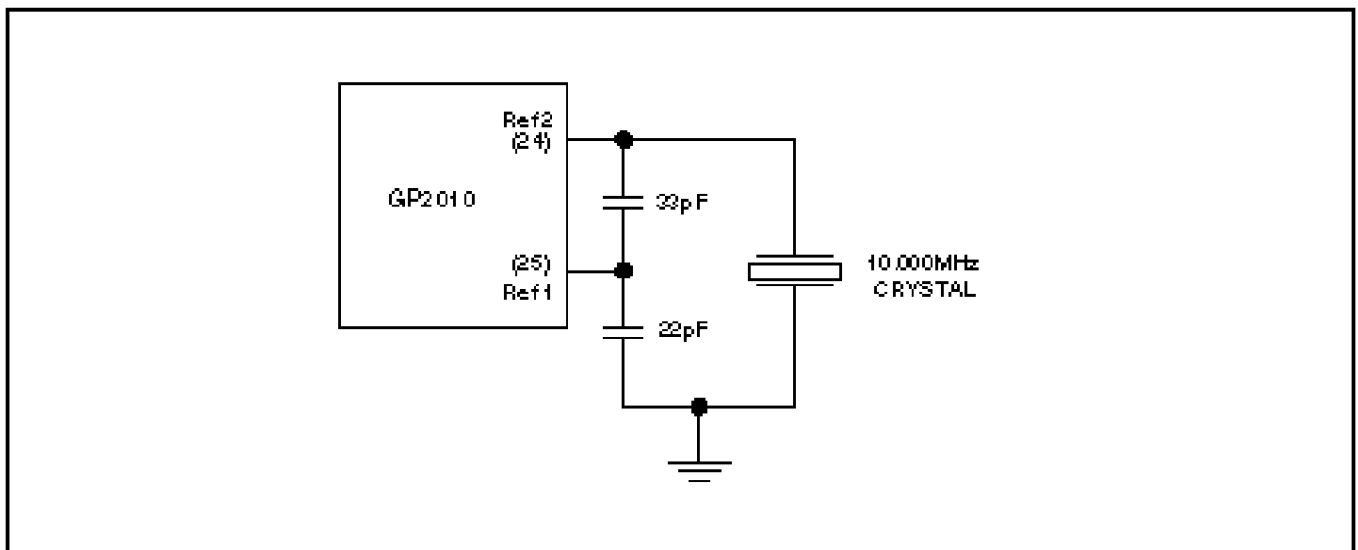 Ref2
(24)
GP2010
33pF
(25)
Ref1
10.000MHz
CRYSTAL
22pF